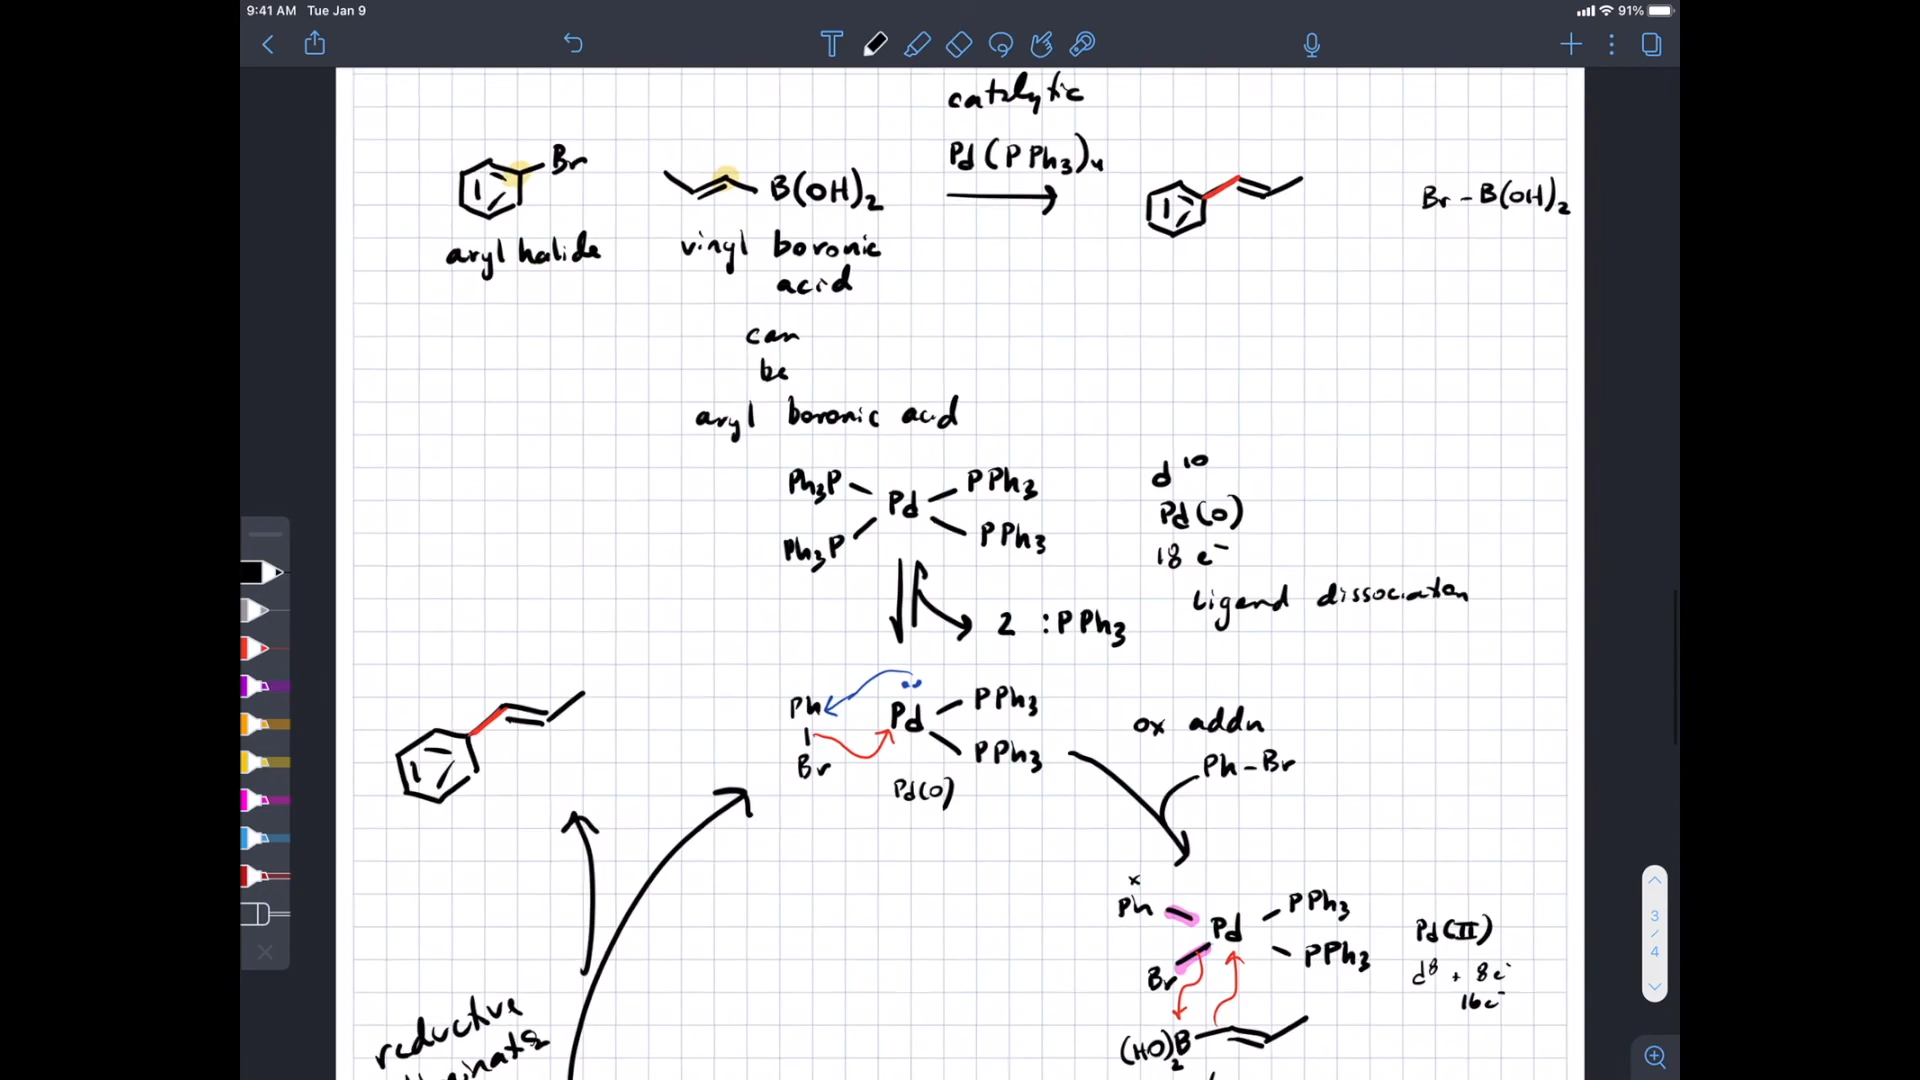 9:41 AM Tue Jan 9
91%
catalytic
Pd(PPh3)4
Br
B(OH)2
Br-B(OH)2
aryl halide
vinyl boronic
acid
can
be
aryl boronic acid
Ph3P
PPh3
Pd
Ph3P
PPh3
d10
Pd(0)
18 e-
ligand dissociation
2 :PPh3
Ph
Br
Pd
PPh3
PPh3
Pd(0)
ox addn
Ph-Br
x
Ph
Pd
PPh3
PPh3
Br
Pd(II)
d8 + 8e-
16e-
(HO)2B
reductive
3
/
4